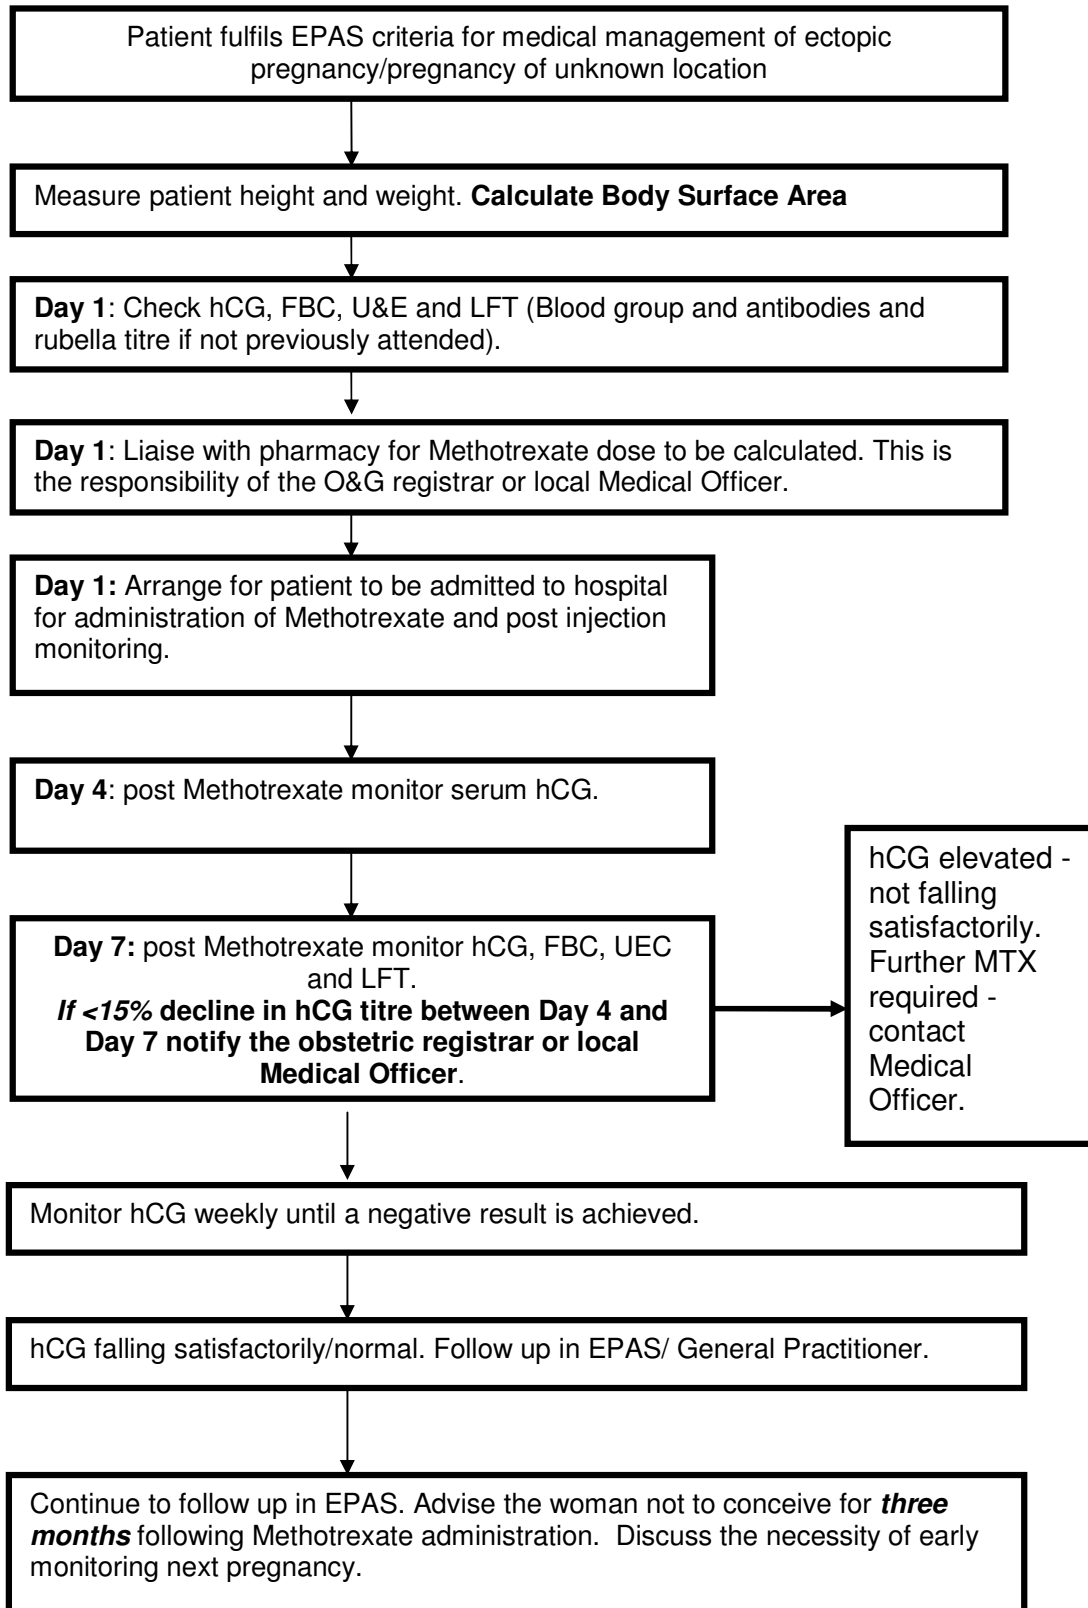 Patient fulfils EPAS criteria for medical management of ectopic
pregnancy/pregnancy of unknown location
Measure patient height and weight. Calculate Body Surface Area
Day 1: Check hCG, FBC, U&E and LFT (Blood group and antibodies and
rubella titre if not previously attended).
Day 1: Liaise with pharmacy for Methotrexate dose to be calculated. This is
the responsibility of the O&G registrar or local Medical Officer.
Day 1: Arrange for patient to be admitted to hospital
for administration of Methotrexate and post injection
monitoring.
Day 4: post Methotrexate monitor serum hCG.
Day 7: post Methotrexate monitor hCG, FBC, UEC
and LFT.
If <15% decline in hCG titre between Day 4 and
Day 7 notify the obstetric registrar or local
Medical Officer.
hCG elevated -
not falling
satisfactorily.
Further MTX
required -
contact
Medical
Officer.
Monitor hCG weekly until a negative result is achieved.
hCG falling satisfactorily/normal. Follow up in EPAS/ General Practitioner.
Continue to follow up in EPAS. Advise the woman not to conceive for three
months following Methotrexate administration.  Discuss the necessity of early
monitoring next pregnancy.